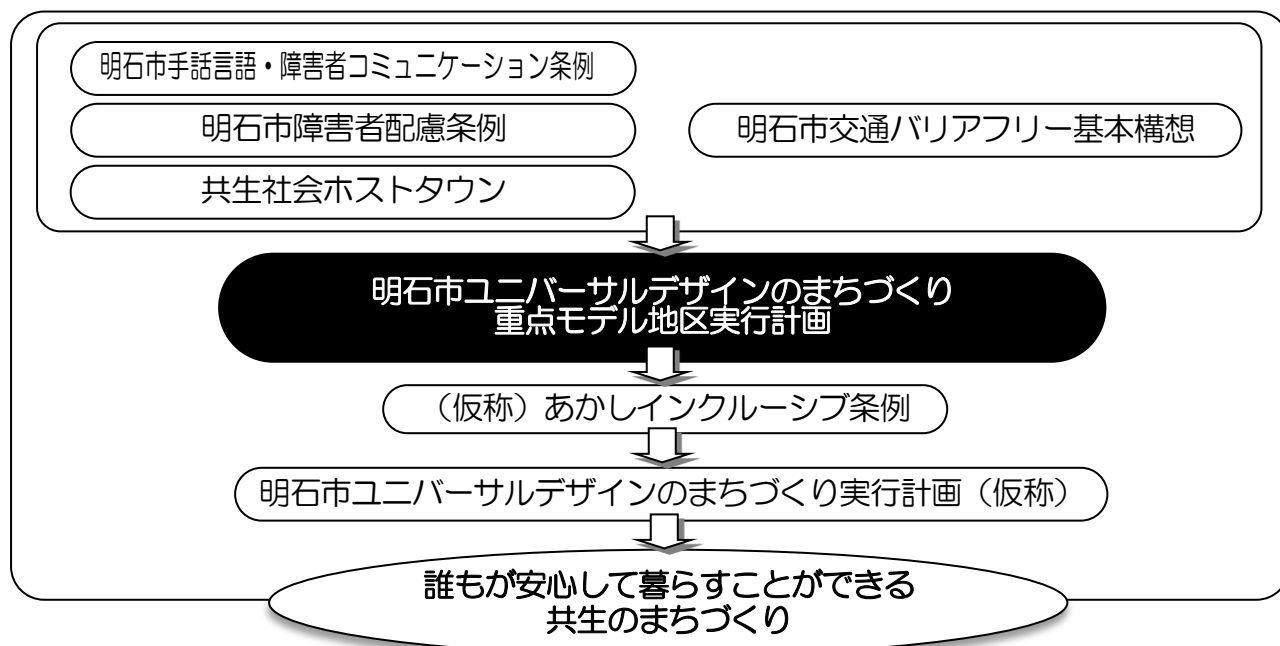 明石市手話言語・障害者コミュニケーション条例
明石市障害者配慮条例
共生社会ホストタウン
明石市交通バリアフリー基本構想
明石市ユニバーサルデザインのまちづくり
重点モデル地区実行計画
（仮称）あかしインクルーシブ条例
明石市ユニバーサルデザインのまちづくり実行計画（仮称）
誰もが安心して暮らすことができる
共生のまちづくり